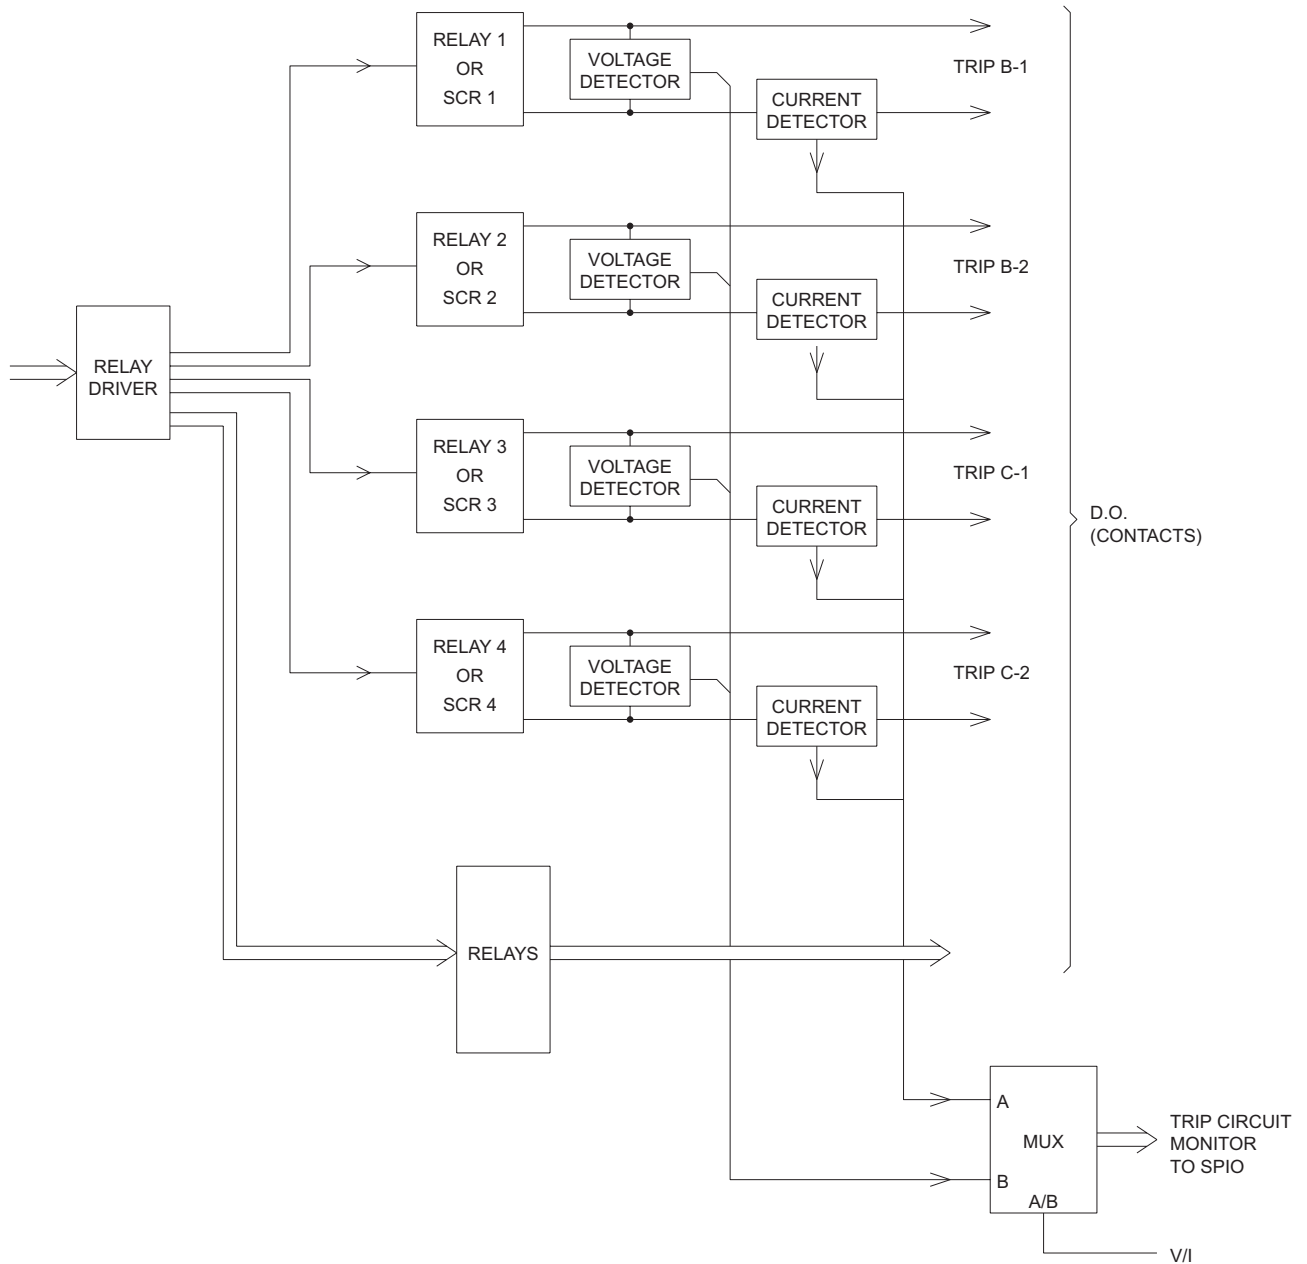 RELAY 1
OR
SCR 1
VOLTAGE
DETECTOR
CURRENT
DETECTOR
TRIP B-1
RELAY 2
OR
SCR 2
VOLTAGE
DETECTOR
CURRENT
DETECTOR
TRIP B-2
RELAY
DRIVER
RELAY 3
OR
SCR 3
VOLTAGE
DETECTOR
CURRENT
DETECTOR
TRIP C-1
D.O.
(CONTACTS)
RELAY 4
OR
SCR 4
VOLTAGE
DETECTOR
CURRENT
DETECTOR
TRIP C-2
RELAYS
A
MUX
B
A/B
TRIP CIRCUIT
MONITOR
TO SPIO
V/I